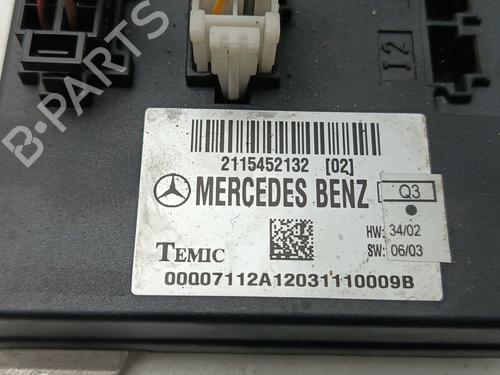 B-PARTS
I2
2115452132 [02]
MERCEDES BENZ
Q3
HW: 34/02
SW: 06/03
TEMIC
00007112A12031110009B